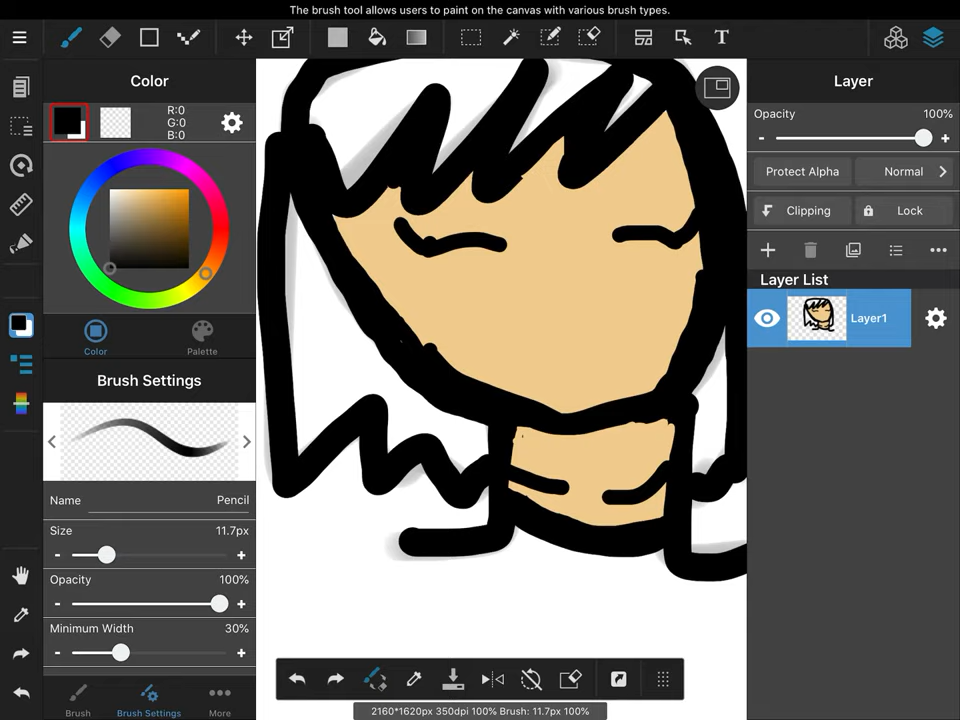 The brush tool allows users to paint on the canvas with various brush types.
T
Color
R:0
G:0
B:0
Color
Palette
Brush Settings
Name
Pencil
Size
11.7px
-
+
Opacity
100%
-
+
Minimum Width
30%
-
+
Brush
Brush Settings
More
2160*1620px 350dpi 100% Brush: 11.7px 100%
Layer
Opacity
100%
-
+
Protect Alpha
Normal
Clipping
Lock
Layer List
Layer1